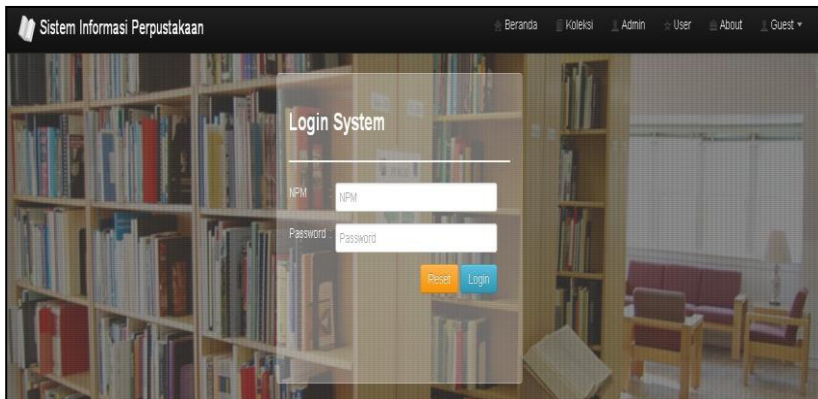 Sistem Informasi Perpustakaan Beranda Koleksi Admin User About Guest
Login System
NPM : NPM
Password : Password
Reset Login